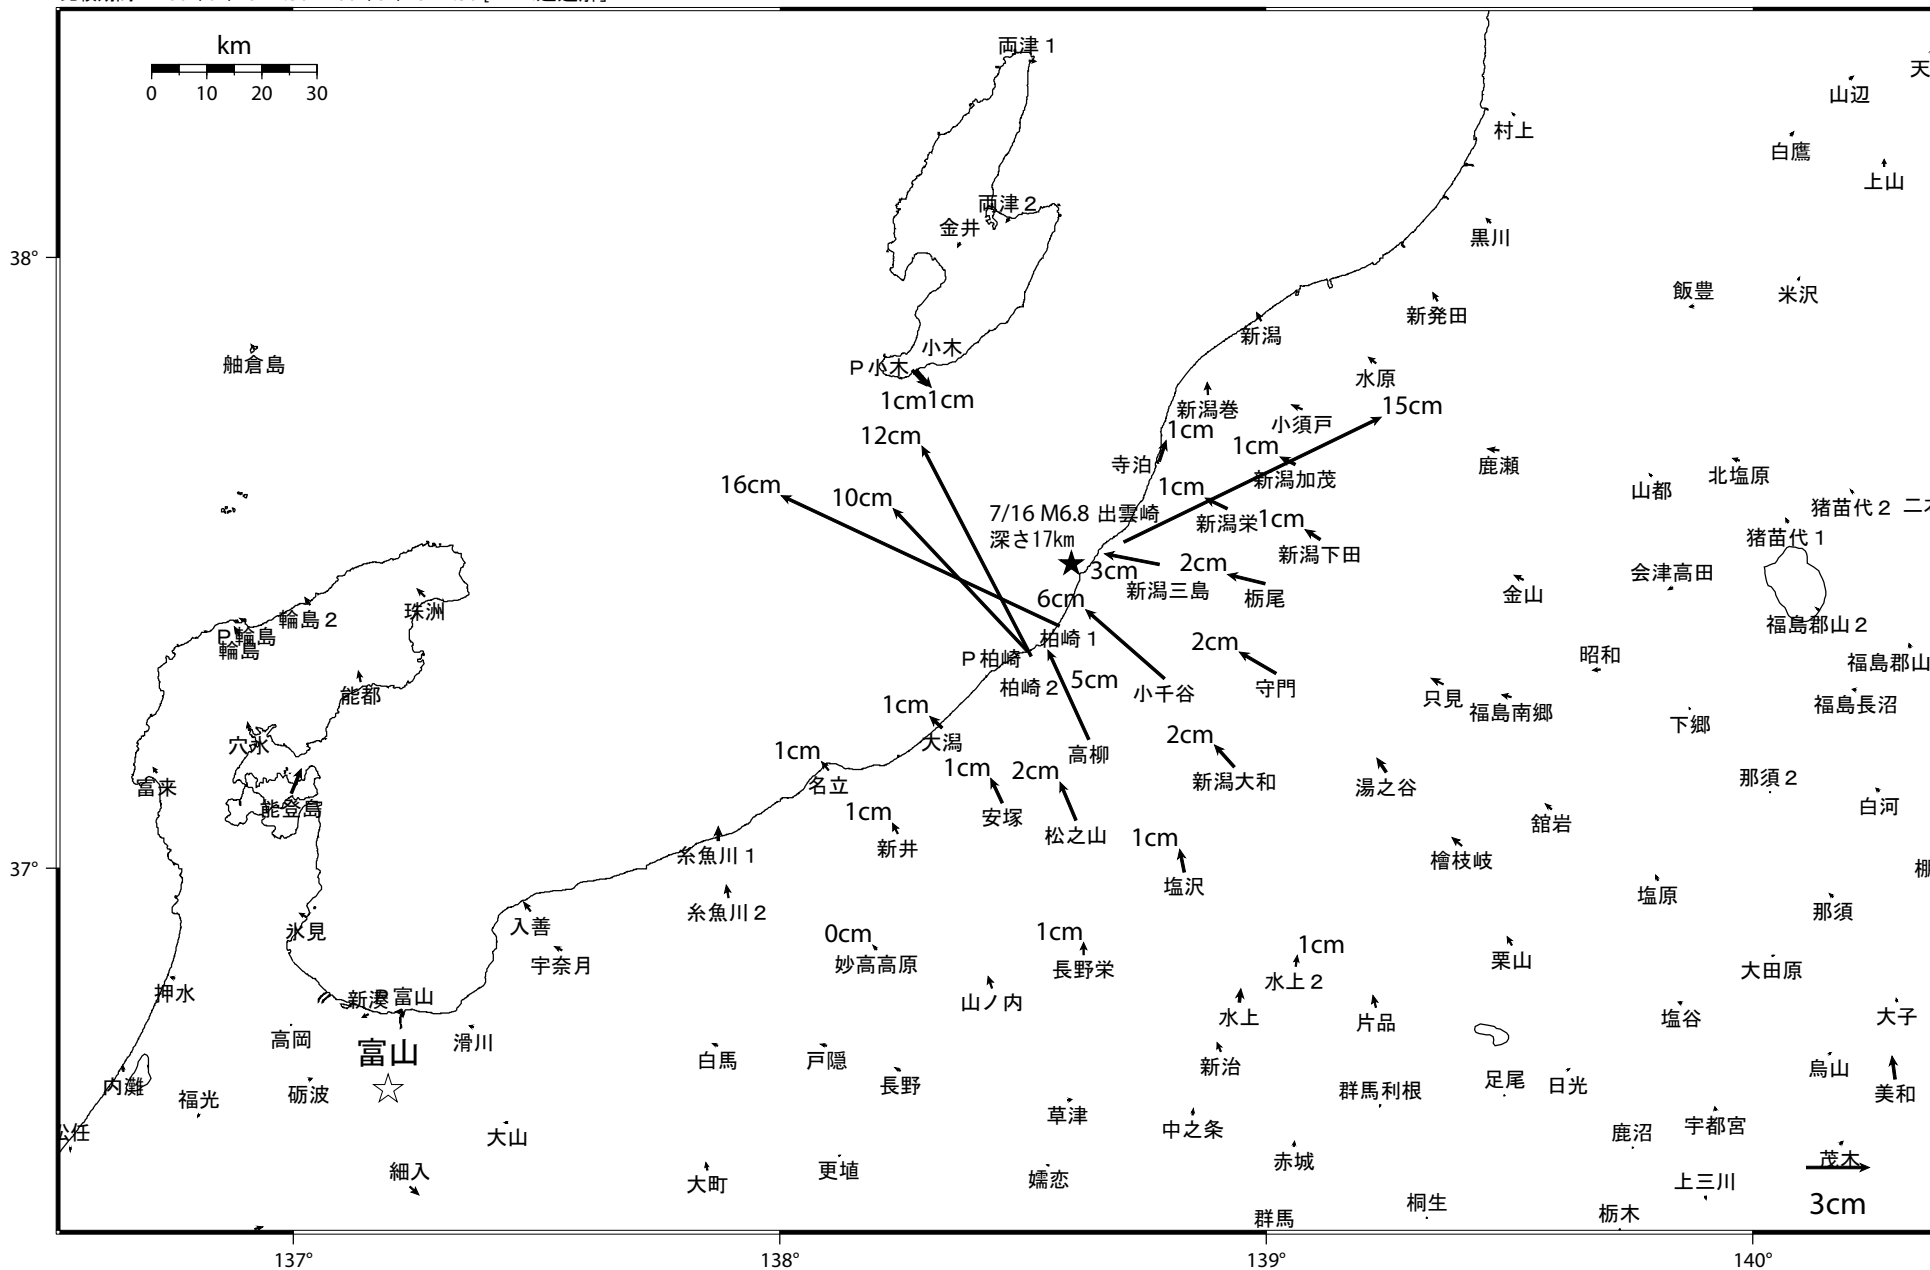 km
0 10 20 30
両津１
天
山辺
村上
白鷹
上山
両津２
金井
黒川
38°
飯豊
米沢
新発田
新潟
小木
舳倉島
Ｐ小木
水原
1cm1cm
新潟巻
15cm
小須戸
12cm
1cm
1cm
寺泊
鹿瀬
新潟加茂
北塩原
16cm
10cm
1cm
山都
猪苗代２
二本
7/16 M6.8
出雲崎
新潟栄
1cm
深さ17㎞
猪苗代１
新潟下田
3cm
2cm
会津高田
新潟三島
栃尾
金山
6cm
珠洲
輪島２
福島郡山２
Ｐ輪島
柏崎１
輪島
2cm
Ｐ柏崎
昭和
福島郡山
柏崎２
5cm
小千谷
守門
能都
只見
福島南郷
福島長沼
1cm
下郷
穴水
大潟
2cm
高柳
1cm
1cm
2cm
新潟大和
那須２
富来
名立
湯之谷
能登島
1cm
安塚
白河
舘岩
松之山
1cm
新井
糸魚川１
檜枝岐
37°
塩沢
棚
塩原
糸魚川２
那須
入善
氷見
0cm
1cm
1cm
宇奈月
妙高高原
長野栄
栗山
大田原
水上２
押水
新湊
Ｐ富山
山ノ内
水上
片品
塩谷
大子
高岡
滑川
富山
白馬
戸隠
新治
烏山
内灘
砺波
長野
足尾
日光
群馬利根
美和
福光
草津
中之条
宇都宮
大山
鹿沼
細入
更埴
赤城
茂木
大町
嬬恋
上三川
桐生
3cm
群馬
栃木
137°
138°
139°
140°